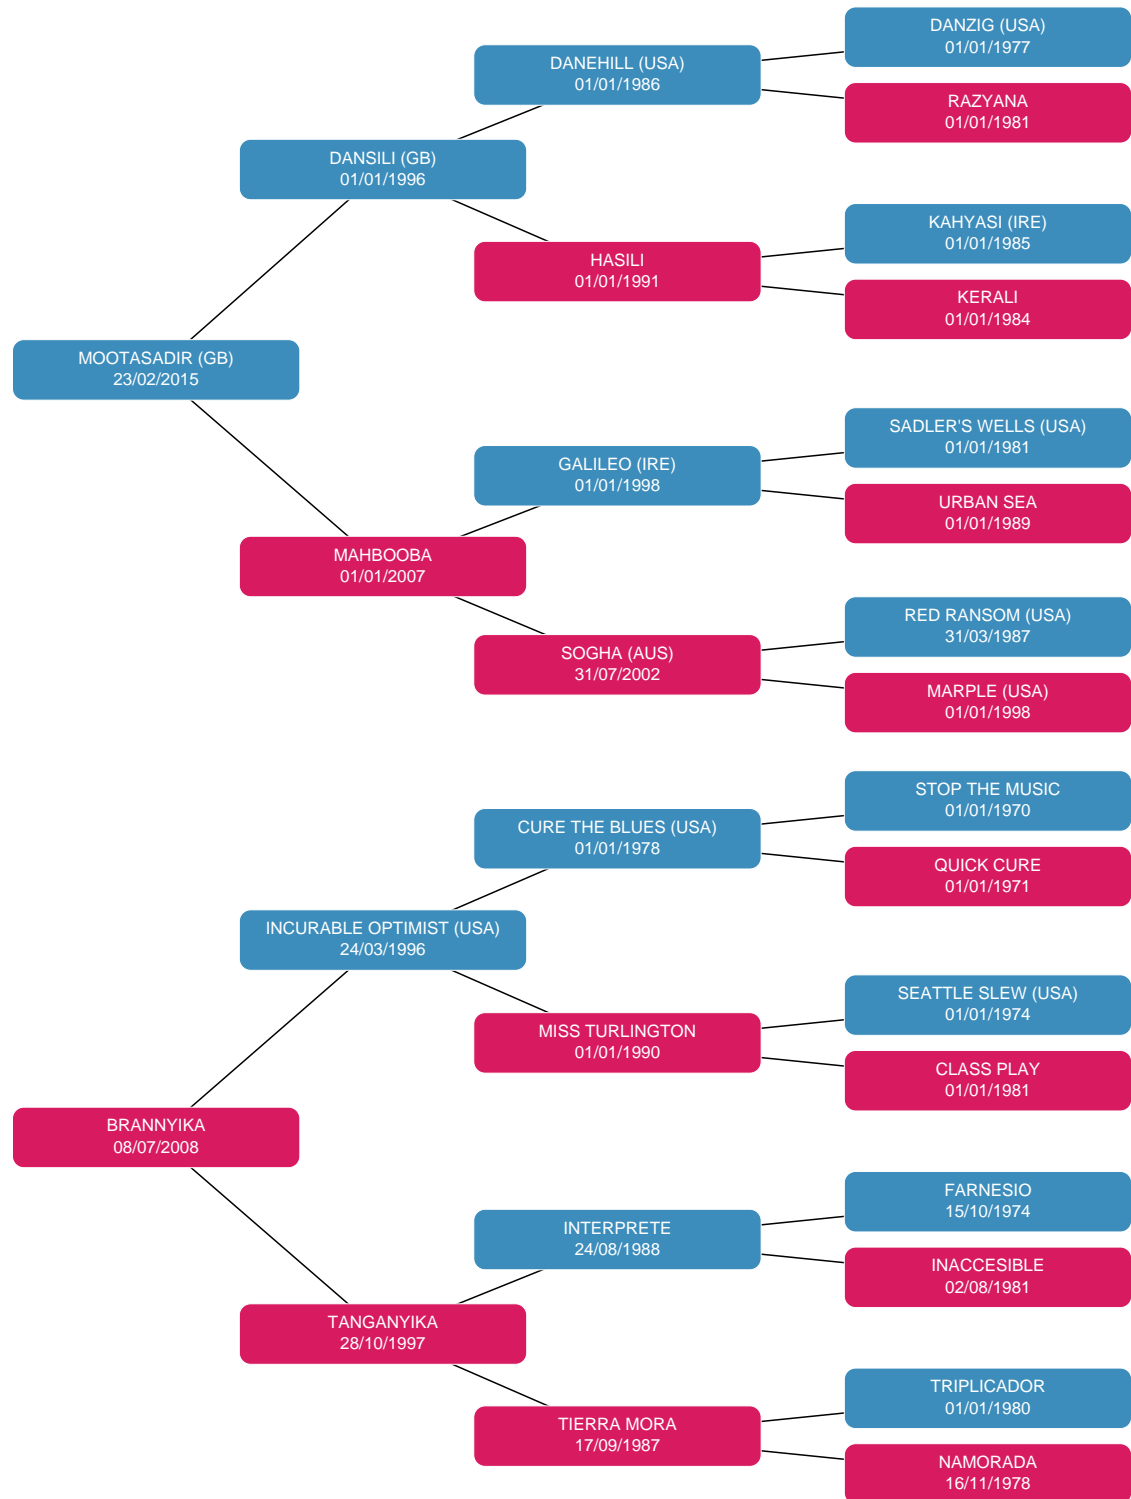 DANZIG (USA)
01/01/1977
DANEHILL (USA)
01/01/1986
RAZYANA
01/01/1981
DANSILI (GB)
01/01/1996
KAHYASI (IRE)
01/01/1985
HASILI
01/01/1991
KERALI
01/01/1984
MOOTASADIR (GB)
23/02/2015
SADLER'S WELLS (USA)
01/01/1981
GALILEO (IRE)
01/01/1998
URBAN SEA
01/01/1989
MAHBOOBA
01/01/2007
RED RANSOM (USA)
31/03/1987
SOGHA (AUS)
31/07/2002
MARPLE (USA)
01/01/1998
STOP THE MUSIC
01/01/1970
CURE THE BLUES (USA)
01/01/1978
QUICK CURE
01/01/1971
INCURABLE OPTIMIST (USA)
24/03/1996
SEATTLE SLEW (USA)
01/01/1974
MISS TURLINGTON
01/01/1990
CLASS PLAY
01/01/1981
BRANNYIKA
08/07/2008
FARNESIO
15/10/1974
INTERPRETE
24/08/1988
INACCESIBLE
02/08/1981
TANGANYIKA
28/10/1997
TRIPLICADOR
01/01/1980
TIERRA MORA
17/09/1987
NAMORADA
16/11/1978